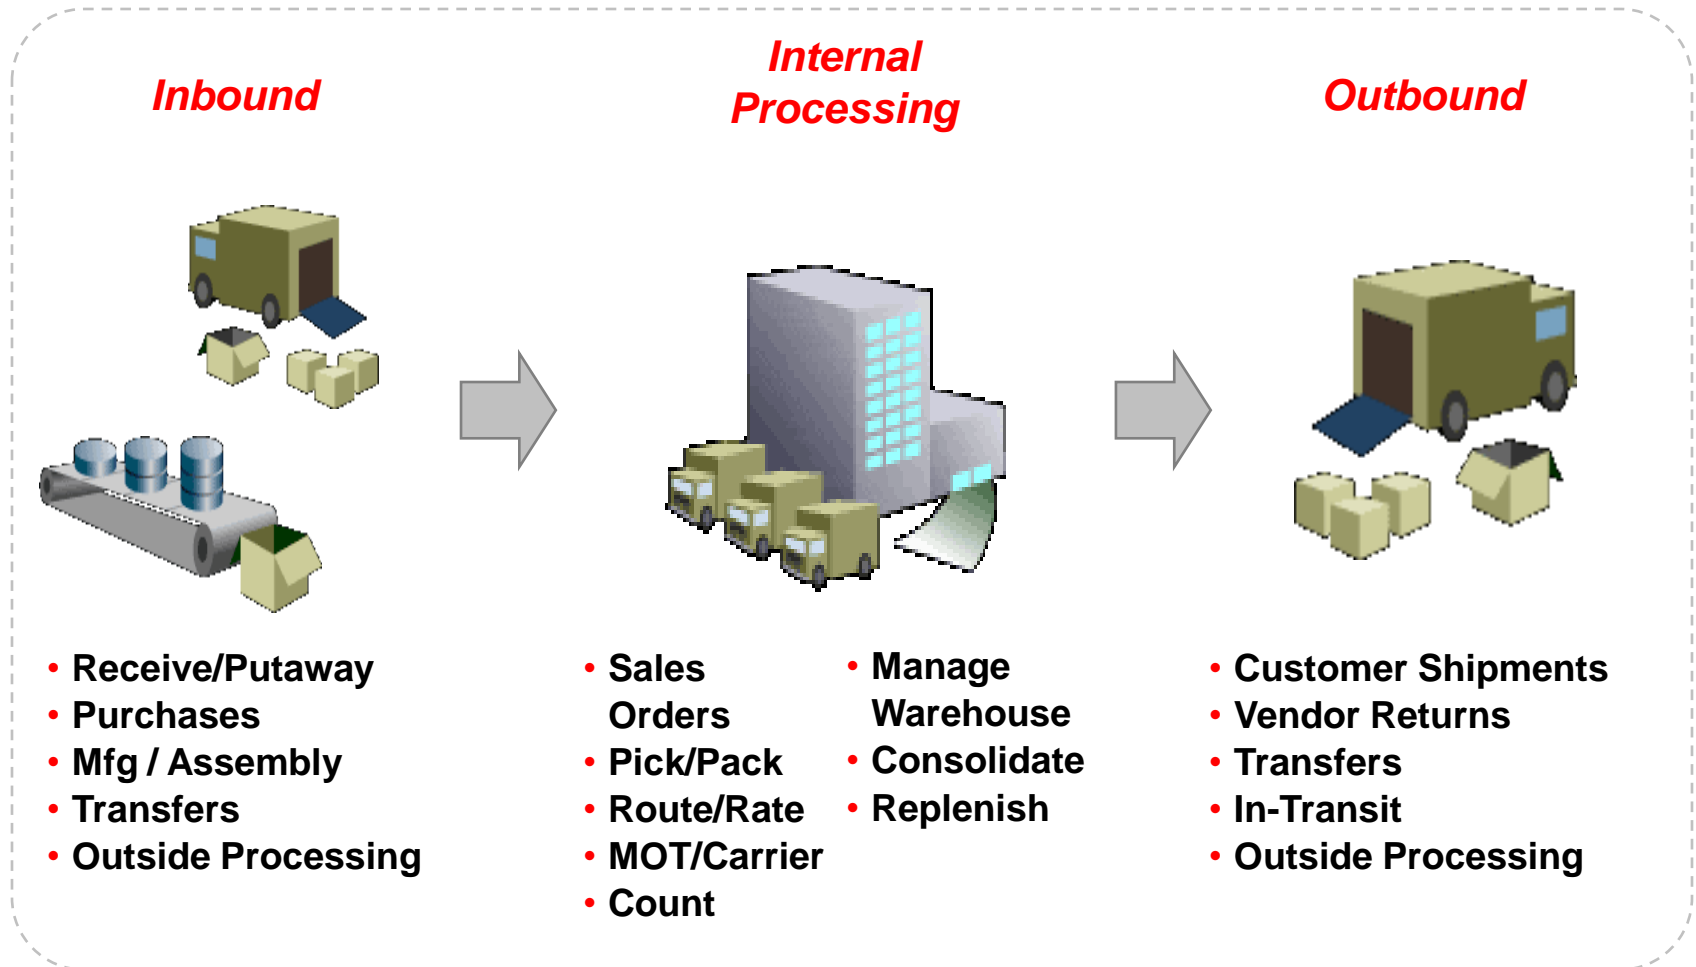 Inbound
Internal
Processing
Outbound
• Receive/Putaway
• Purchases
• Mfg / Assembly
• Transfers
• Outside Processing
• Sales
Orders
• Pick/Pack
• Route/Rate
• MOT/Carrier
• Count
• Manage
Warehouse
• Consolidate
• Replenish
• Customer Shipments
• Vendor Returns
• Transfers
• In-Transit
• Outside Processing